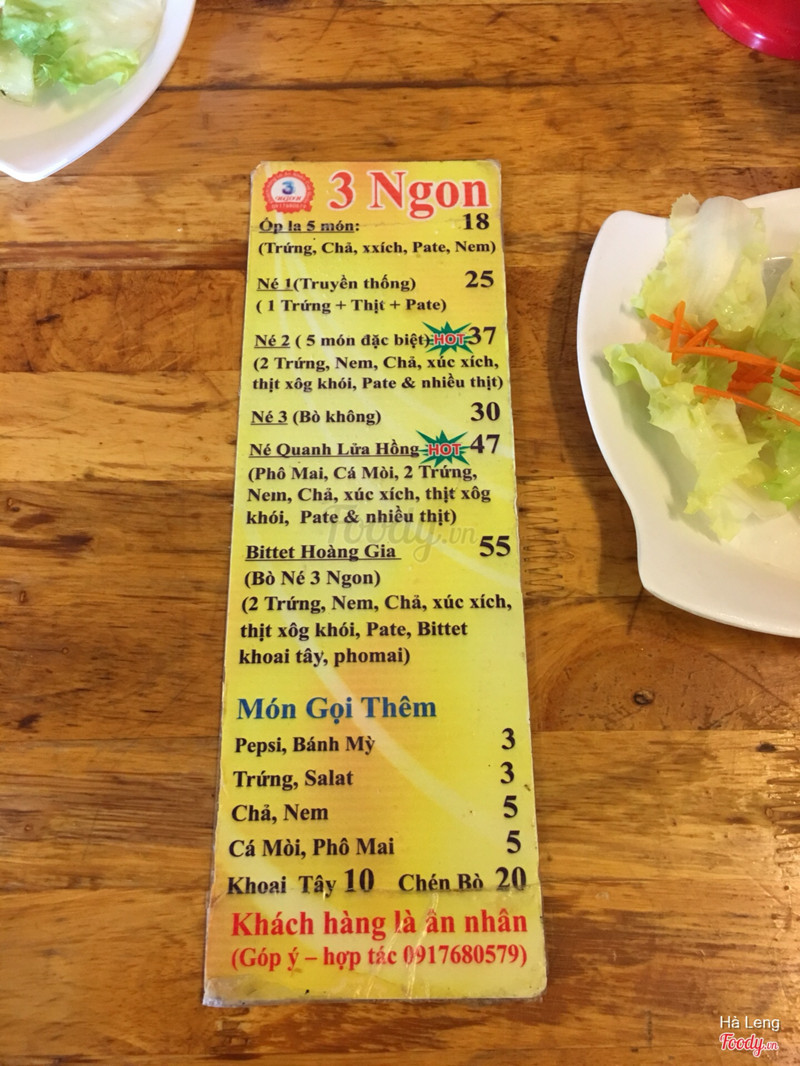 3 Ngon
Ốp la 5 món: 18
(Trứng, Chả, xxích, Pate, Nem)
Né 1(Truyền thống) 25
( 1 Trứng + Thịt + Pate)
Né 2 ( 5 món đặc biệt) HOT 37
(2 Trứng, Nem, Chả, xúc xích,
thịt xôg khói, Pate & nhiều thịt)
Né 3 (Bò không) 30
Né Quanh Lửa Hồng HOT 47
(Phô Mai, Cá Mòi, 2 Trứng,
Nem, Chả, xúc xích, thịt xôg
khói, Pate & nhiều thịt)
Foody.vn
Bittet Hoàng Gia 55
(Bò Né 3 Ngon)
(2 Trứng, Nem, Chả, xúc xích,
thịt xôg khói, Pate, Bittet
khoai tây, phomai)
Món Gọi Thêm
Pepsi, Bánh Mỳ 3
Trứng, Salat 3
Chả, Nem 5
Cá Mòi, Phô Mai 5
Khoai Tây 10 Chén Bò 20
Khách hàng là ân nhân
(Góp ý – hợp tác 0917680579)
Hà Leng
Foody.vn